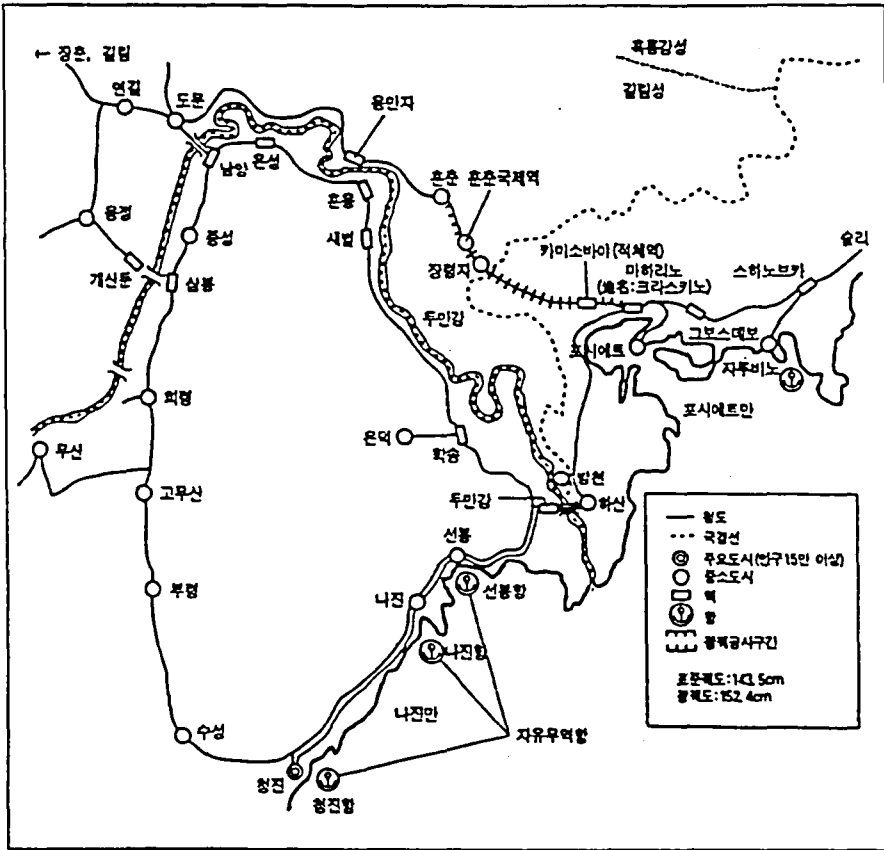 장춘, 길림
흑룡강성
길림성
연길
도문
용인자
남양
온성
훈춘 훈춘국제역
훈융
용정
종성
새별
카미소바야(적체역)
슬리
장령자
마하리노
(地名:크라스키노)
스하노브카
개산툰
삼봉
두만강
그보스데보
포시에트
자루비노
포시에트만
회령
은덕
학송
무산
고무산
방천
두만강
하산
선봉
선봉항
나진
부령
나진항
나진만
수성
자유무역항
청진
청진항
철도
국경선
주요도시(인구15만 이상)
중소도시
역
항
광궤공사구간
표준궤도:143.5cm
광궤도:152.4cm